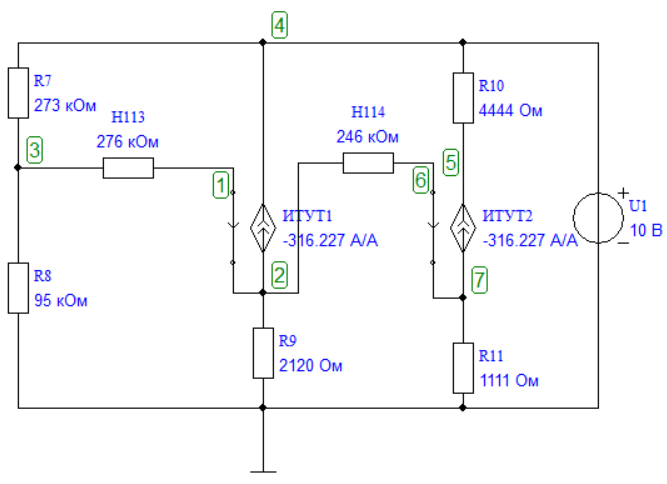 4
R7
273 кОм
R10
4444 Ом
Н113
276 кОм
Н114
246 кОм
3
5
1
6
ИТУТ1
-316.227 А/А
ИТУТ2
-316.227 А/А
+
U1
10 В
−
2
7
R8
95 кОм
R9
2120 Ом
R11
1111 Ом